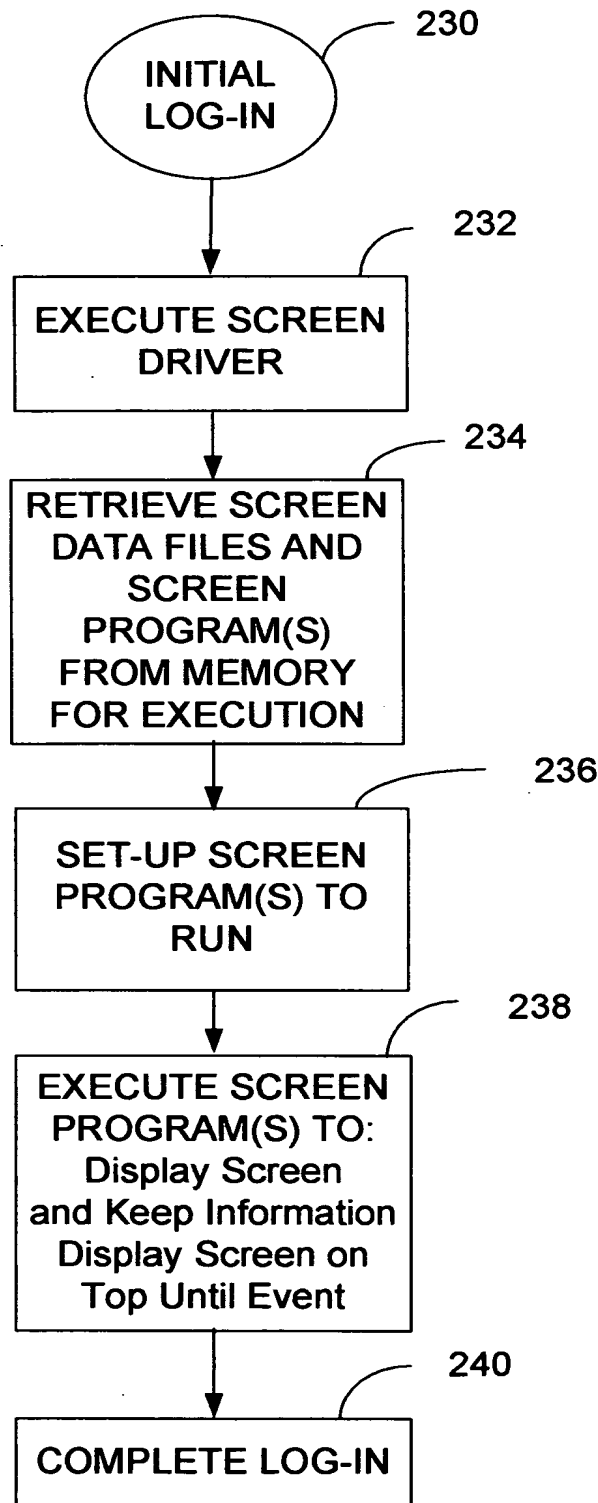 230
INITIAL
LOG-IN
232
EXECUTE SCREEN
DRIVER
234
RETRIEVE SCREEN
DATA FILES AND
SCREEN
PROGRAM(S)
FROM MEMORY
FOR EXECUTION
236
SET-UP SCREEN
PROGRAM(S) TO
RUN
238
EXECUTE SCREEN
PROGRAM(S) TO:
Display Screen
and Keep Information
Display Screen on
Top Until Event
240
COMPLETE LOG-IN